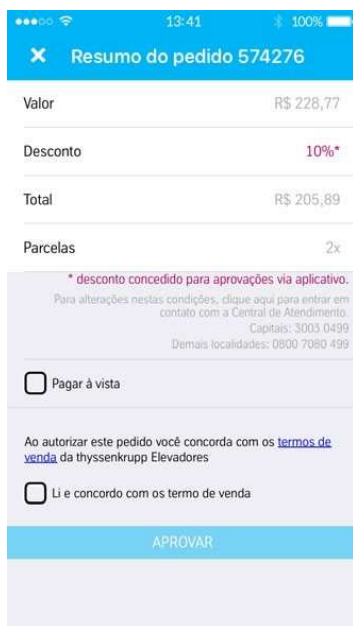 13:41
100%
Resumo do pedido 574276
Valor R$ 228,77
Desconto 10%*
Total R$ 205,89
Parcelas 2x
* desconto concedido para aprovações via aplicativo.
Para alterações nestas condições, clique aqui para entrar em
contato com a Central de Atendimento.
Capitais: 3003 0499
Demais localidades: 0800 7080 499
Pagar à vista
Ao autorizar este pedido você concorda com os termos de
venda da thyssenkrupp Elevadores
Li e concordo com os termo de venda
APROVAR